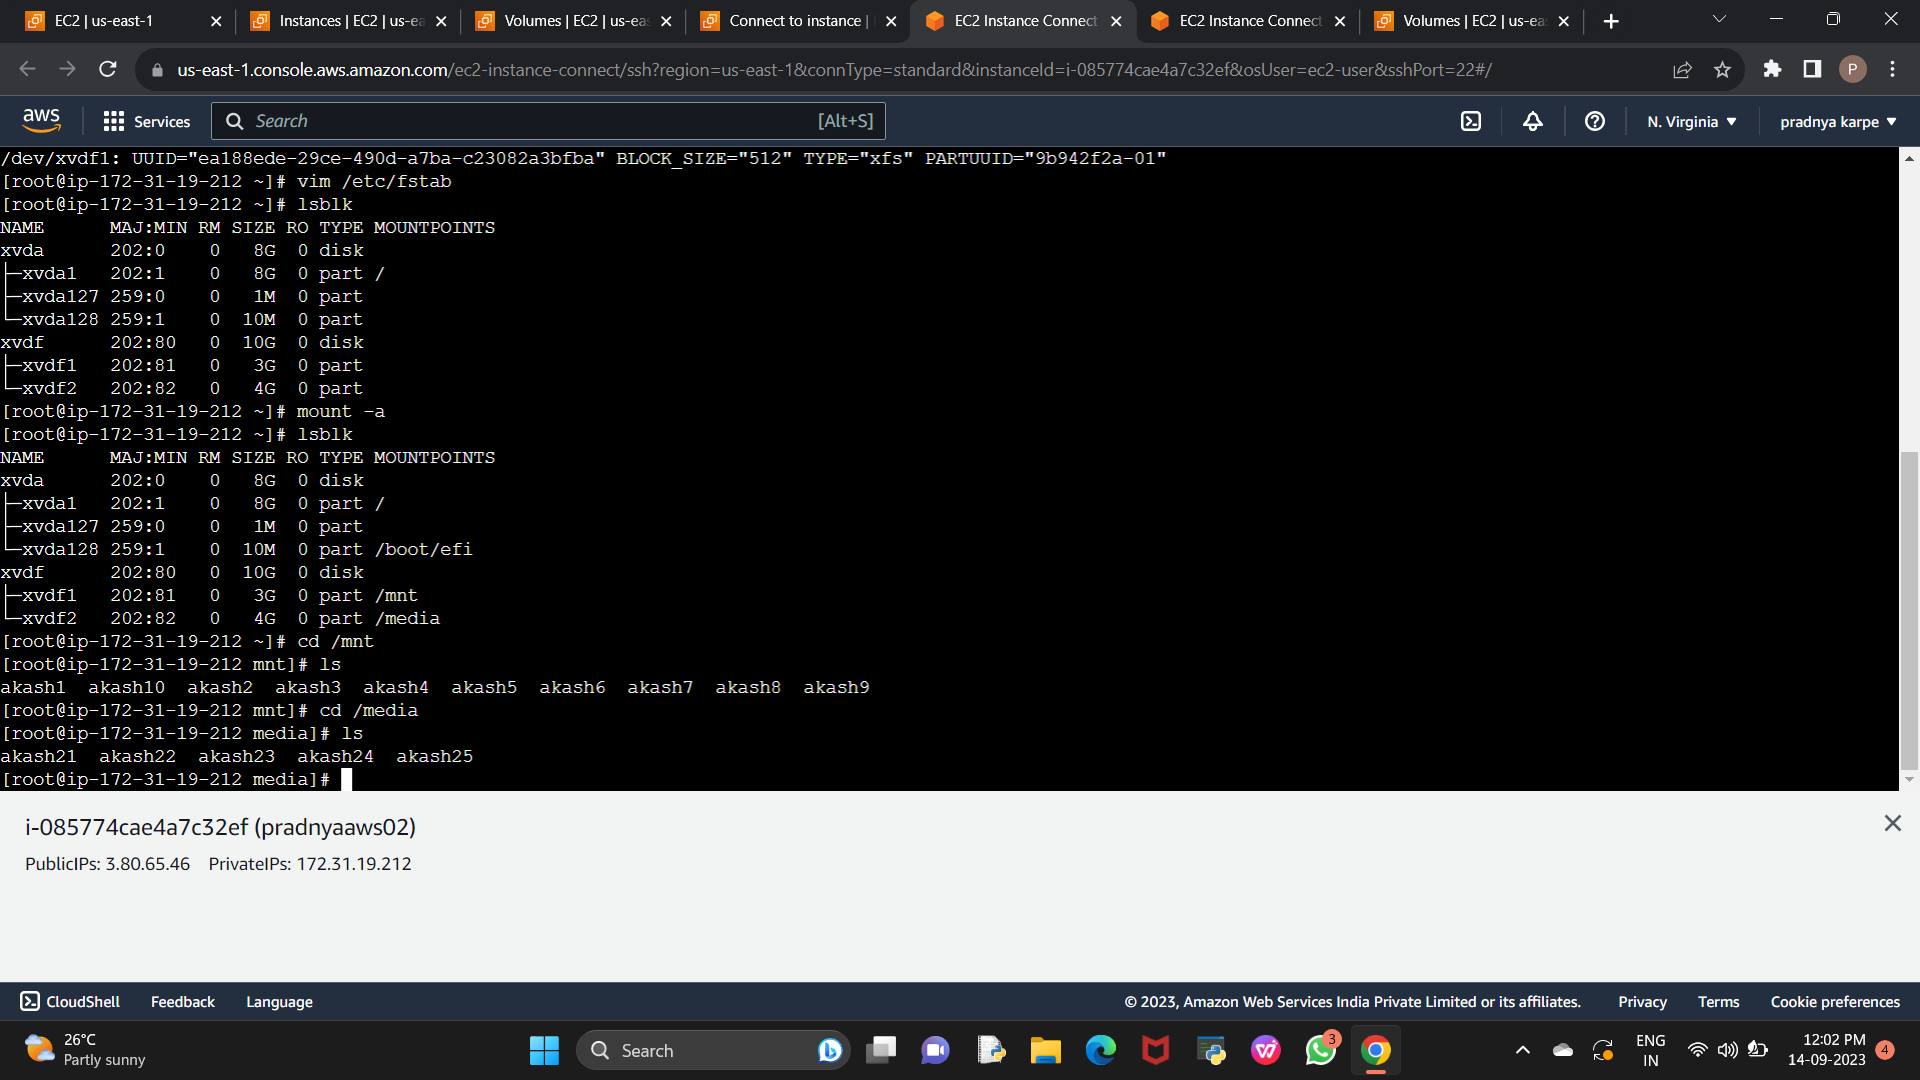 EC2 | us-east-1
Instances | EC2 | us-ea
Volumes | EC2 | us-eas
Connect to instance |
EC2 Instance Connect
EC2 Instance Connect
Volumes | EC2 | us-eas
us-east-1.console.aws.amazon.com/ec2-instance-connect/ssh?region=us-east-1&connType=standard&instanceId=i-085774cae4a7c32ef&osUser=ec2-user&sshPort=22#/
P
aws
Services
Search
[Alt+S]
N. Virginia
pradnya karpe
/dev/xvdf1: UUID="ea188ede-29ce-490d-a7ba-c23082a3bfba" BLOCK_SIZE="512" TYPE="xfs" PARTUUID="9b942f2a-01"
[root@ip-172-31-19-212 ~]# vim /etc/fstab
[root@ip-172-31-19-212 ~]# lsblk
NAME      MAJ:MIN RM SIZE RO TYPE MOUNTPOINTS
xvda      202:0    0   8G  0 disk
├─xvda1   202:1    0   8G  0 part /
├─xvda127 259:0    0   1M  0 part
└─xvda128 259:1    0  10M  0 part
xvdf      202:80   0  10G  0 disk
├─xvdf1   202:81   0   3G  0 part
└─xvdf2   202:82   0   4G  0 part
[root@ip-172-31-19-212 ~]# mount -a
[root@ip-172-31-19-212 ~]# lsblk
NAME      MAJ:MIN RM SIZE RO TYPE MOUNTPOINTS
xvda      202:0    0   8G  0 disk
├─xvda1   202:1    0   8G  0 part /
├─xvda127 259:0    0   1M  0 part
└─xvda128 259:1    0  10M  0 part /boot/efi
xvdf      202:80   0  10G  0 disk
├─xvdf1   202:81   0   3G  0 part /mnt
└─xvdf2   202:82   0   4G  0 part /media
[root@ip-172-31-19-212 ~]# cd /mnt
[root@ip-172-31-19-212 mnt]# ls
akash1  akash10  akash2  akash3  akash4  akash5  akash6  akash7  akash8  akash9
[root@ip-172-31-19-212 mnt]# cd /media
[root@ip-172-31-19-212 media]# ls
akash21  akash22  akash23  akash24  akash25
[root@ip-172-31-19-212 media]#
i-085774cae4a7c32ef (pradnyaaws02)
PublicIPs: 3.80.65.46 PrivateIPs: 172.31.19.212
CloudShell
Feedback
Language
© 2023, Amazon Web Services India Private Limited or its affiliates.
Privacy
Terms
Cookie preferences
26°C
Partly sunny
Search
3
ENG
IN
12:02 PM
14-09-2023
4